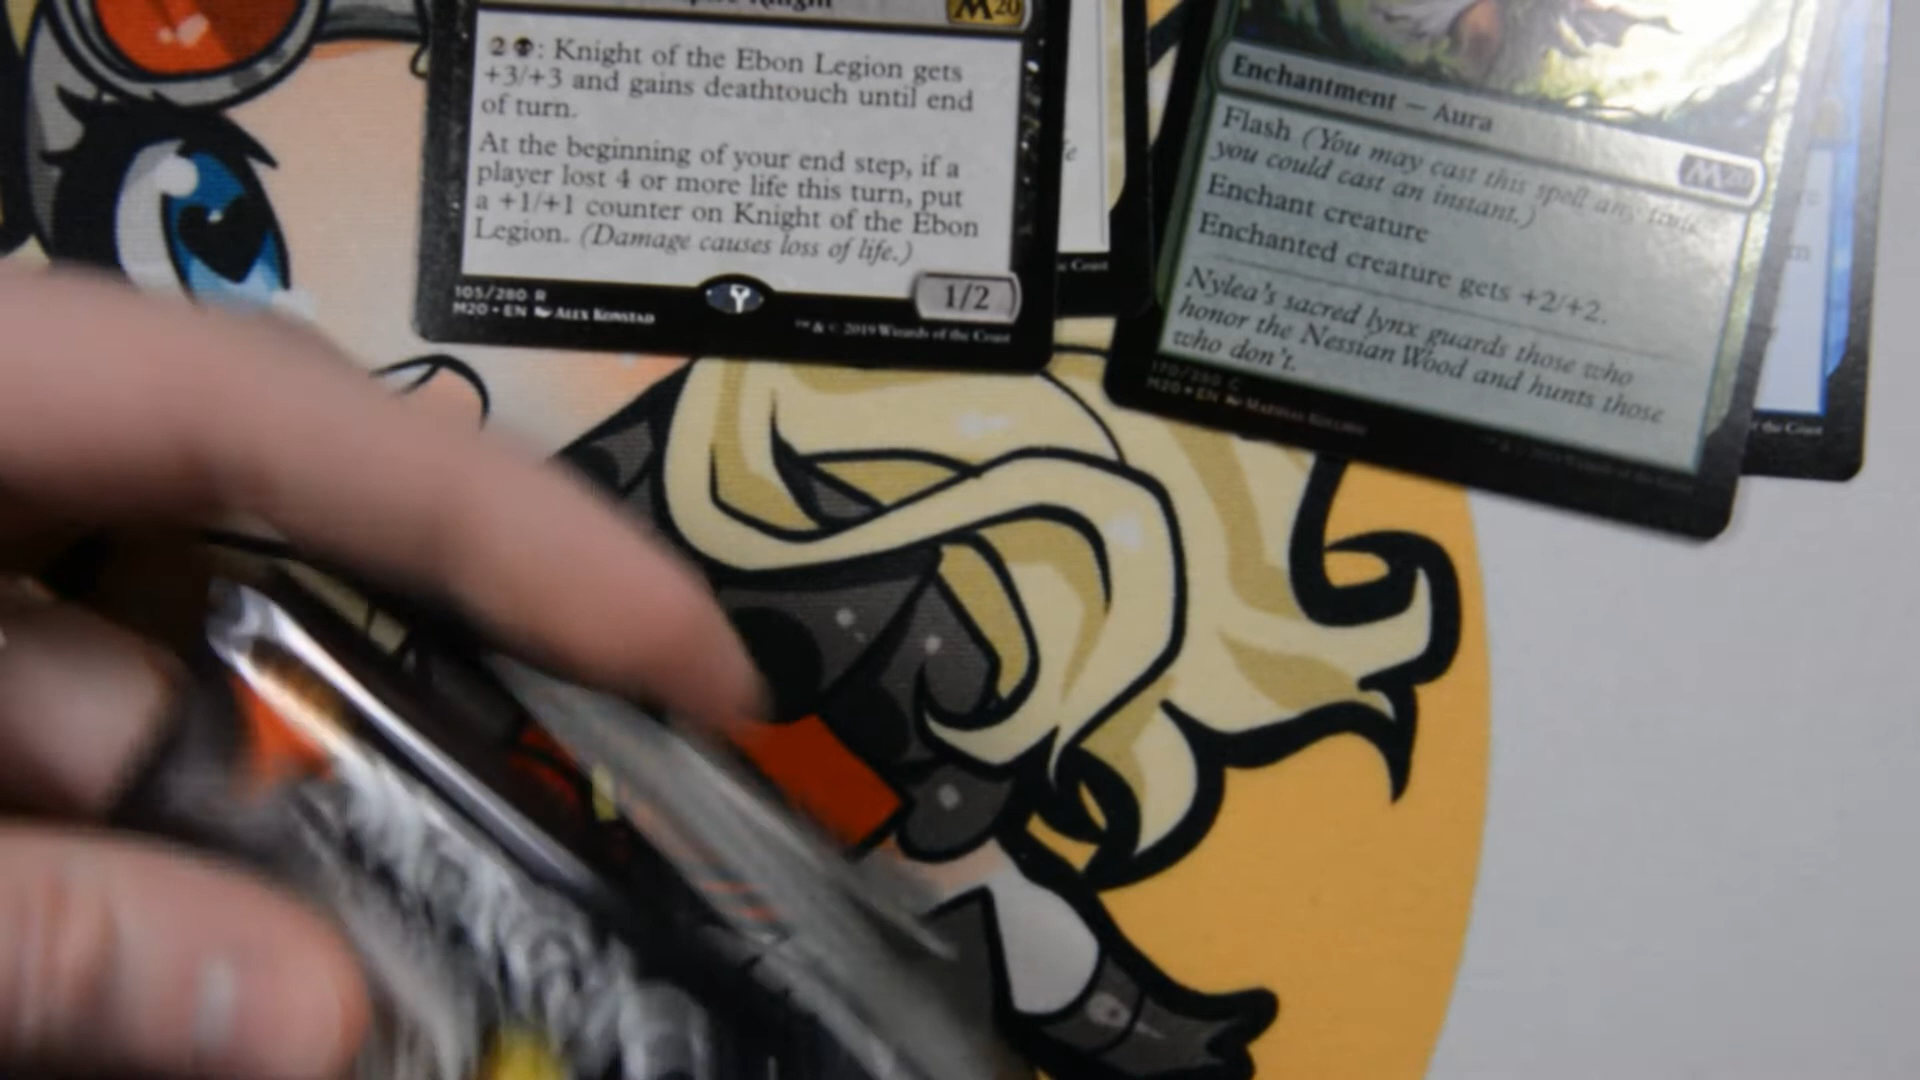 Knight
M20
2 : Knight of the Ebon Legion gets
+3/+3 and gains deathtouch until end
of turn.
At the beginning of your end step, if a
player lost 4 or more life this turn, put
a +1/+1 counter on Knight of the Ebon
Legion. (Damage causes loss of life.)
1/2
105/280 R
M20 • EN Alex Konstad
™ & © 2019 Wizards of the Coast
Coast
Enchantment — Aura
M20
Flash (You may cast this spell any time
you could cast an instant.)
Enchant creature
Enchanted creature gets +2/+2.
Nylea's sacred lynx guards those who
honor the Nessian Wood and hunts those
who don't.
170/280 C
M20 • EN
the Coast